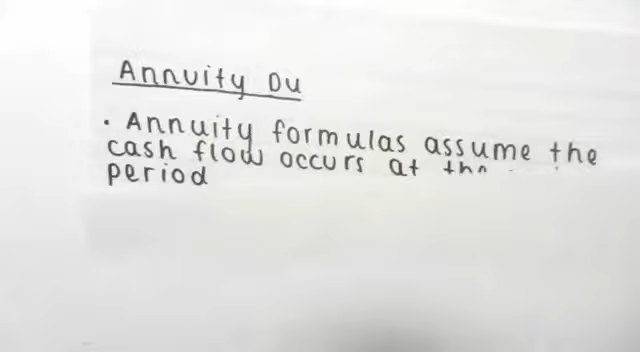 Annuity Du
• Annuity formulas assume the
cash flow occurs at
period